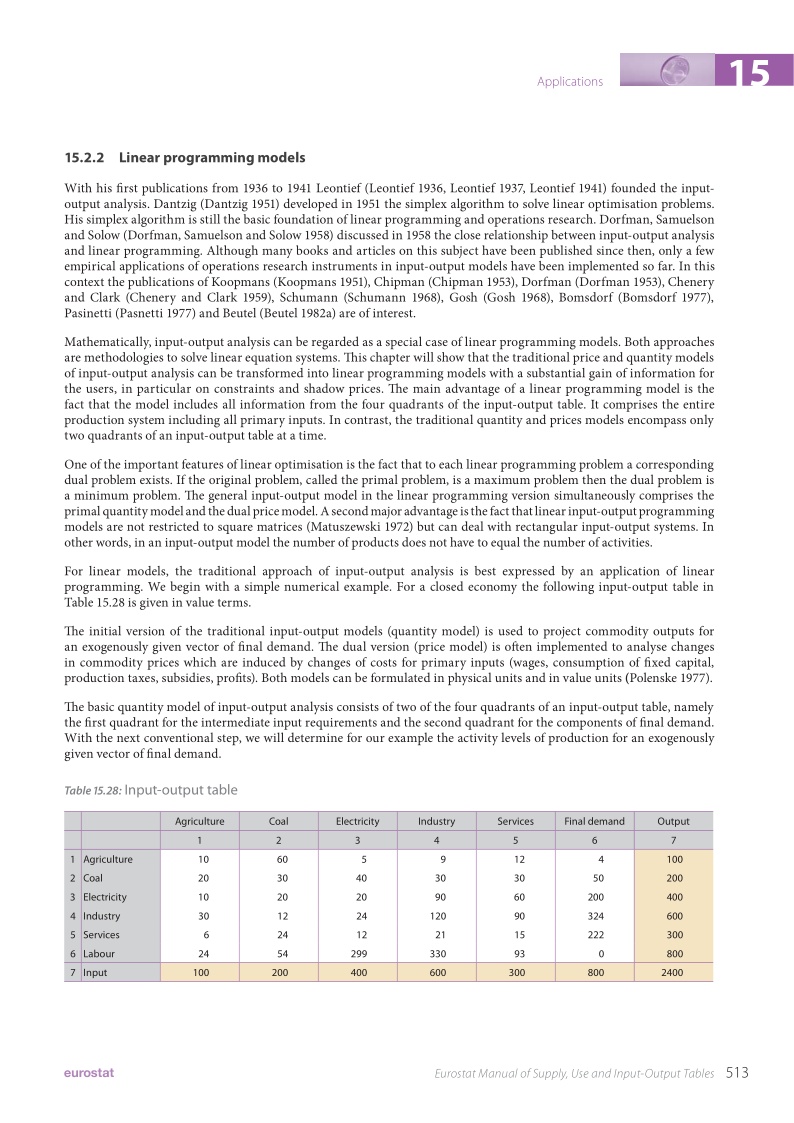 Applications
15
15.2.2 Linear programming models
With his first publications from 1936 to 1941 Leontief (Leontief 1936, Leontief 1937, Leontief 1941) founded the input-
output analysis. Dantzig (Dantzig 1951) developed in 1951 the simplex algorithm to solve linear optimisation problems.
His simplex algorithm is still the basic foundation of linear programming and operations research. Dorfman, Samuelson
and Solow (Dorfman, Samuelson and Solow 1958) discussed in 1958 the close relationship between input-output analysis
and linear programming. Although many books and articles on this subject have been published since then, only a few
empirical applications of operations research instruments in input-output models have been implemented so far. In this
context the publications of Koopmans (Koopmans 1951), Chipman (Chipman 1953), Dorfman (Dorfman 1953), Chenery
and Clark (Chenery and Clark 1959), Schumann (Schumann 1968), Gosh (Gosh 1968), Bomsdorf (Bomsdorf 1977),
Pasinetti (Pasnetti 1977) and Beutel (Beutel 1982a) are of interest.
Mathematically, input-output analysis can be regarded as a special case of linear programming models. Both approaches
are methodologies to solve linear equation systems. This chapter will show that the traditional price and quantity models
of input-output analysis can be transformed into linear programming models with a substantial gain of information for
the users, in particular on constraints and shadow prices. The main advantage of a linear programming model is the
fact that the model includes all information from the four quadrants of the input-output table. It comprises the entire
production system including all primary inputs. In contrast, the traditional quantity and prices models encompass only
two quadrants of an input-output table at a time.
One of the important features of linear optimisation is the fact that to each linear programming problem a corresponding
dual problem exists. If the original problem, called the primal problem, is a maximum problem then the dual problem is
a minimum problem. The general input-output model in the linear programming version simultaneously comprises the
primal quantity model and the dual price model. A second major advantage is the fact that linear input-output programming
models are not restricted to square matrices (Matuszewski 1972) but can deal with rectangular input-output systems. In
other words, in an input-output model the number of products does not have to equal the number of activities.
For linear models, the traditional approach of input-output analysis is best expressed by an application of linear
programming. We begin with a simple numerical example. For a closed economy the following input-output table in
Table 15.28 is given in value terms.
The initial version of the traditional input-output models (quantity model) is used to project commodity outputs for
an exogenously given vector of final demand. The dual version (price model) is often implemented to analyse changes
in commodity prices which are induced by changes of costs for primary inputs (wages, consumption of fixed capital,
production taxes, subsidies, profits). Both models can be formulated in physical units and in value units (Polenske 1977).
The basic quantity model of input-output analysis consists of two of the four quadrants of an input-output table, namely
the first quadrant for the intermediate input requirements and the second quadrant for the components of final demand.
With the next conventional step, we will determine for our example the activity levels of production for an exogenously
given vector of final demand.
Table 15.28: Input-output table
Agriculture Coal Electricity Industry Services Final demand Output
1 2 3 4 5 6 7
1 Agriculture 10 60 5 9 12 4 100
2 Coal 20 30 40 30 30 50 200
3 Electricity 10 20 20 90 60 200 400
4 Industry 30 12 24 120 90 324 600
5 Services 6 24 12 21 15 222 300
6 Labour 24 54 299 330 93 0 800
7 Input 100 200 400 600 300 800 2400
eurostat
Eurostat Manual of Supply, Use and Input-Output Tables 513